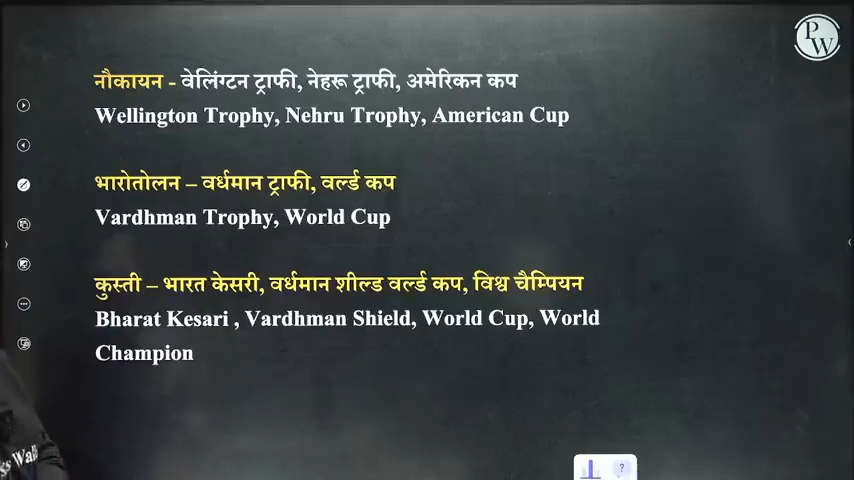 PW
नौकायन - वेलिंग्टन ट्राफी, नेहरू ट्राफी, अमेरिकन कप
Wellington Trophy, Nehru Trophy, American Cup
भारोतोलन – वर्धमान ट्राफी, वर्ल्ड कप
Vardhman Trophy, World Cup
कुस्ती – भारत केसरी, वर्धमान शील्ड वर्ल्ड कप, विश्व चैम्पियन
Bharat Kesari , Vardhman Shield, World Cup, World
Champion
?